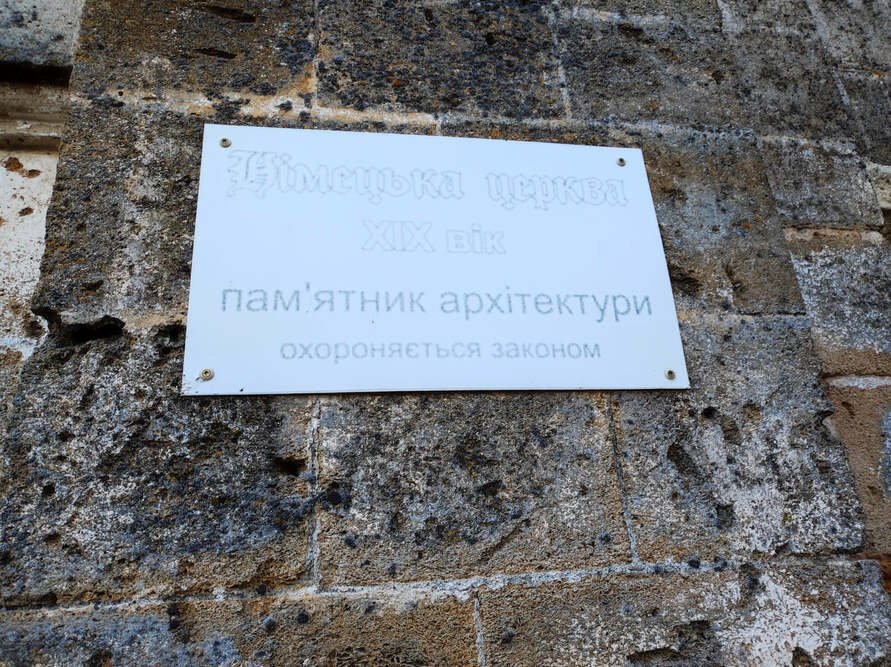 Німецька церква
XIX вік
пам'ятник архітектури
охороняється законом